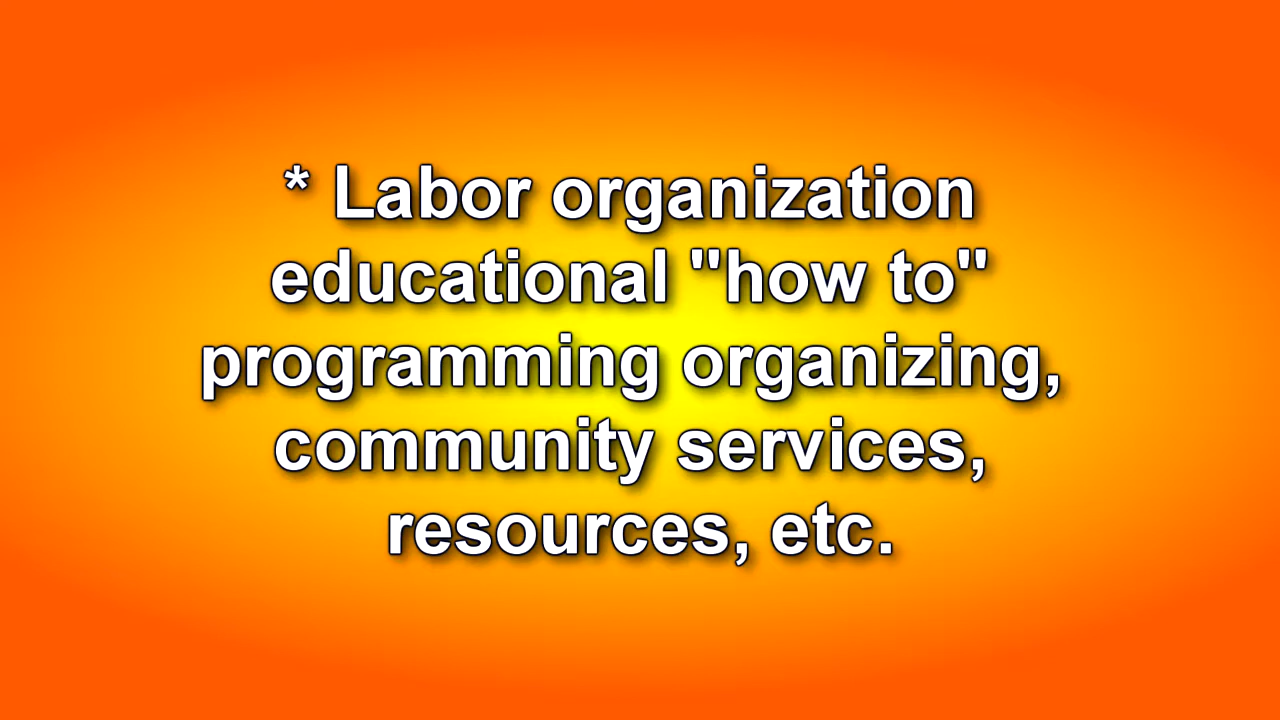 * Labor organization
educational "how to"
programming organizing,
community services,
resources, etc.